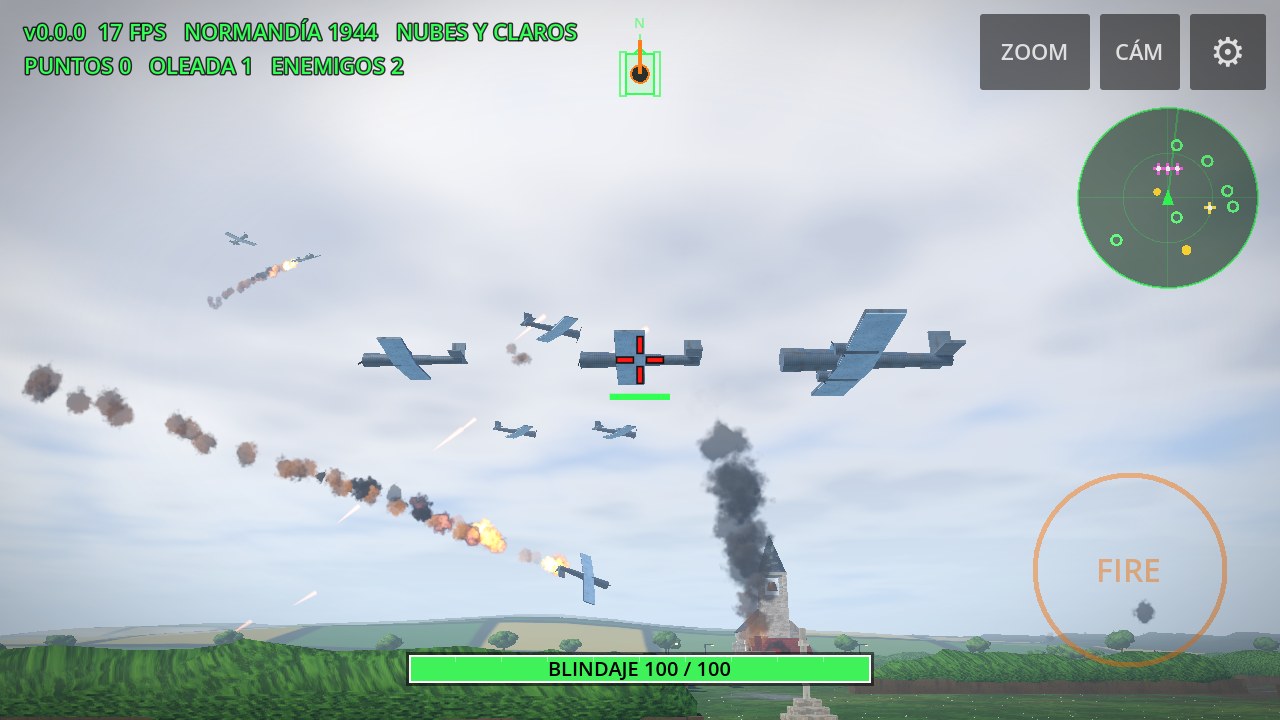 v0.0.0 17 FPS NORMANDÍA 1944 NUBES Y CLAROS
PUNTOS 0 OLEADA 1 ENEMIGOS 2
N
ZOOM
CÁM
FIRE
BLINDAJE 100 / 100